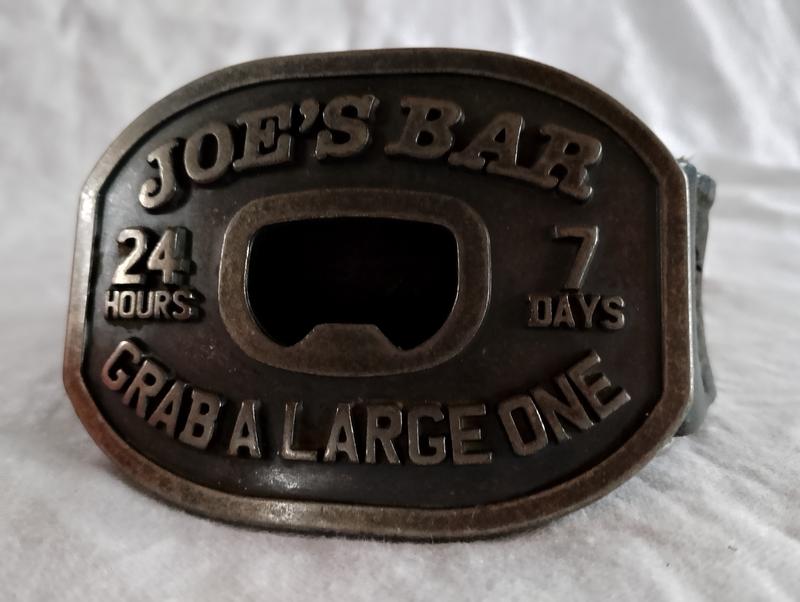 JOE'S BAR
24 HOURS
7 DAYS
GRAB A LARGE ONE